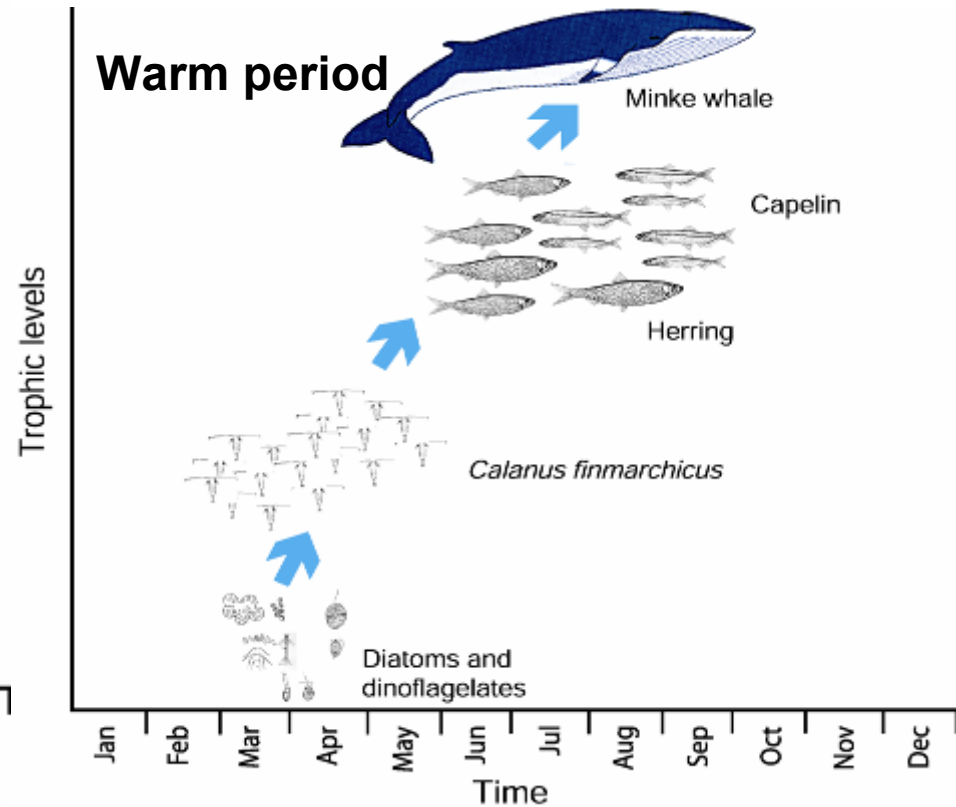 Warm period
Minke whale
Capelin
Herring
Trophic levels
Calanus finmarchicus
Diatoms and
dinoflagelates
Jan
Feb
Mar
Apr
May
Jun
Jul
Aug
Sep
Oct
Nov
Dec
Time